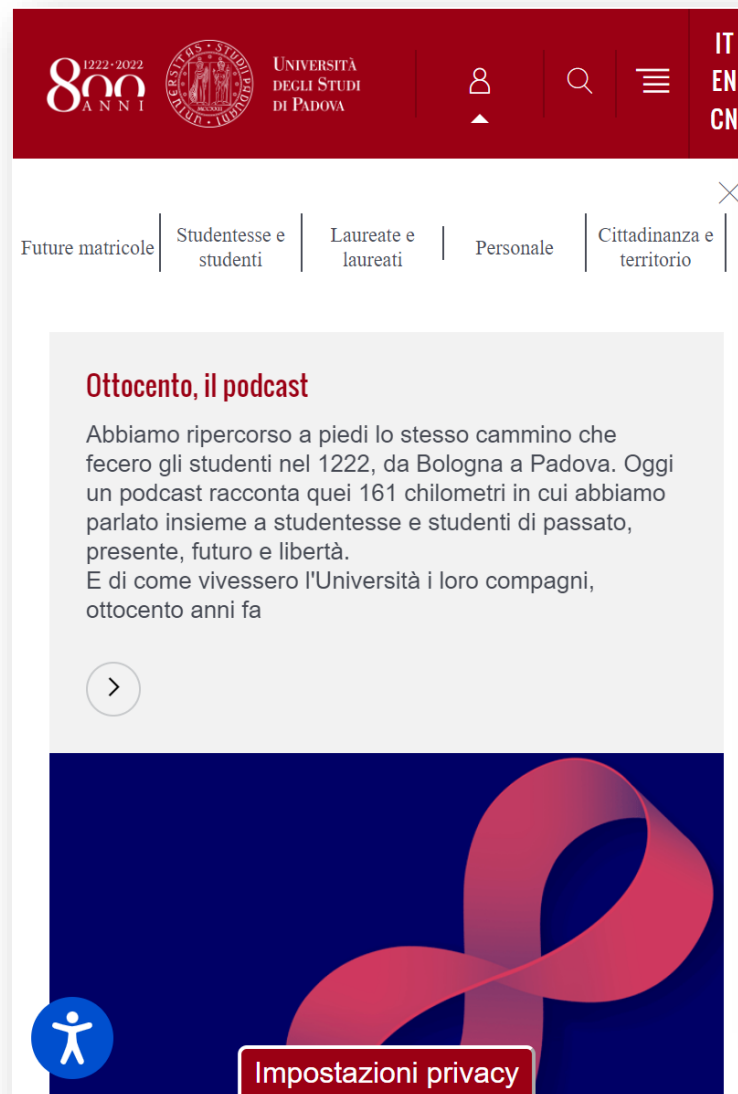 1222·2022
800
ANNI
UNIVERSITÀ
DEGLI STUDI
DI PADOVA
IT
EN
CN
Future matricole
Studentesse e
studenti
Laureate e
laureati
Personale
Cittadinanza e
territorio
Ottocento, il podcast
Abbiamo ripercorso a piedi lo stesso cammino che
fecero gli studenti nel 1222, da Bologna a Padova. Oggi
un podcast racconta quei 161 chilometri in cui abbiamo
parlato insieme a studentesse e studenti di passato,
presente, futuro e libertà.
E di come vivessero l'Università i loro compagni,
ottocento anni fa
Impostazioni privacy